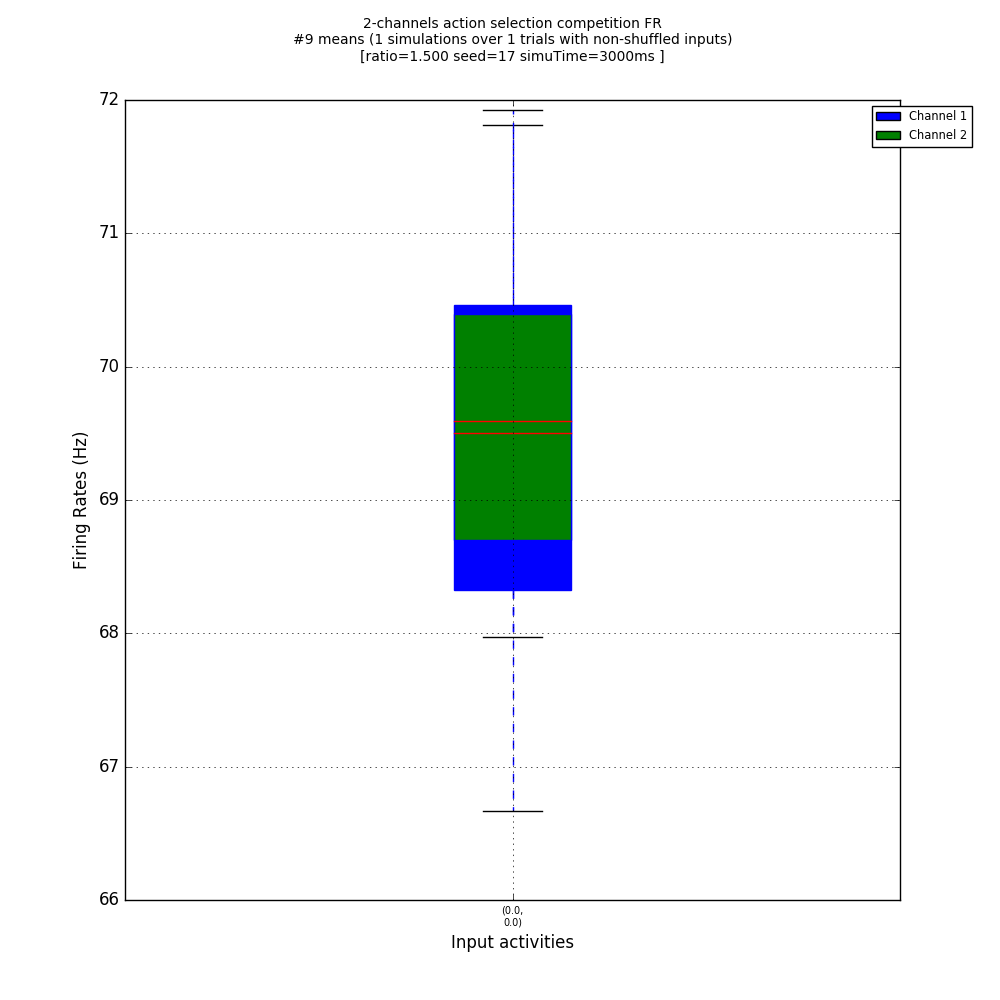 2-channels action selection competition FR
#9 means (1 simulations over 1 trials with non-shuffled inputs)
[ratio=1.500 seed=17 simuTime=3000ms ]
72
Channel 1
Channel 2
71
70
69
68
67
66
Firing Rates (Hz)
(0.0,
0.0)
Input activities